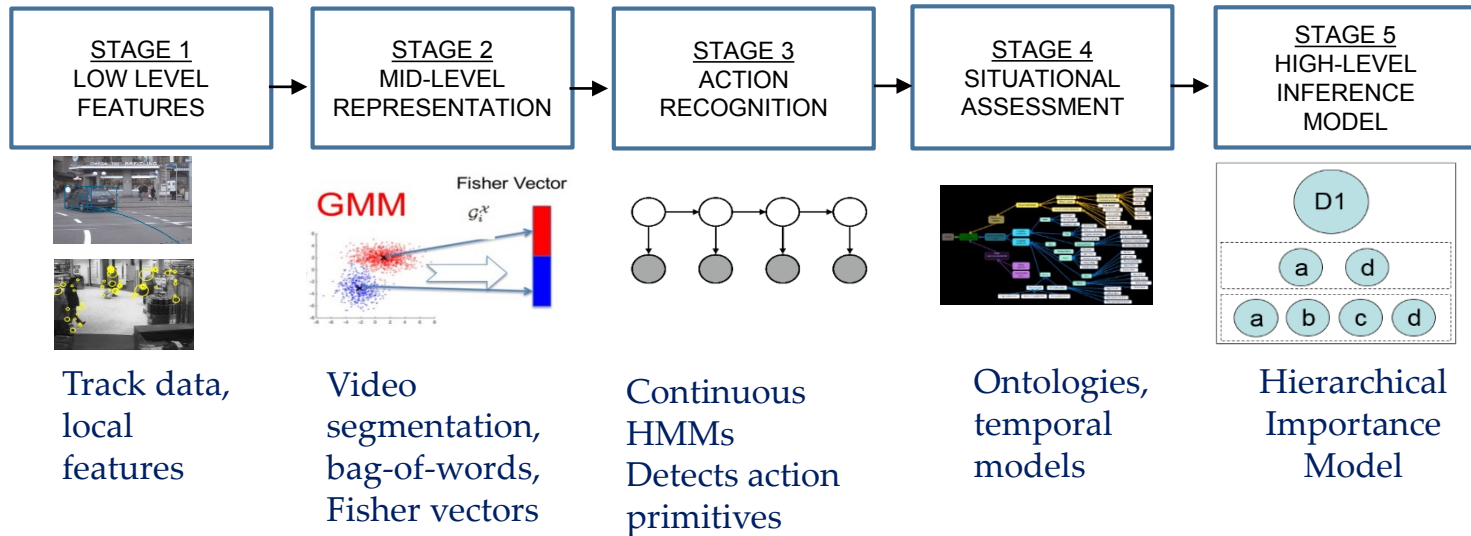 STAGE 1
LOW LEVEL
FEATURES
STAGE 2
MID-LEVEL
REPRESENTATION
STAGE 3
ACTION
RECOGNITION
STAGE 4
SITUATIONAL
ASSESSMENT
STAGE 5
HIGH-LEVEL
INFERENCE
MODEL
GMM
Fisher Vector
D1
a d
a b c d
Track data,
local
features
Video
segmentation,
bag-of-words,
Fisher vectors
Continuous
HMMs
Detects action
primitives
Ontologies,
temporal
models
Hierarchical
Importance
Model